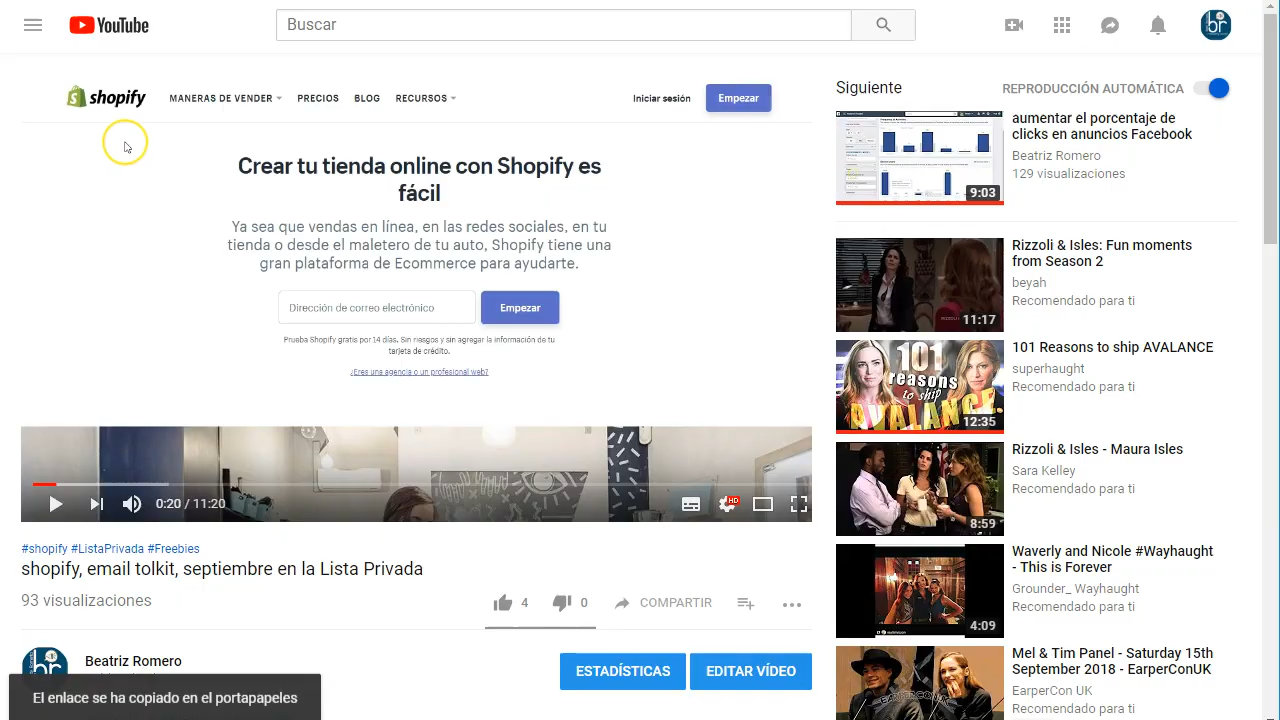 YouTube
Buscar
shopify MANERAS DE VENDER PRECIOS BLOG RECURSOS Iniciar sesión Empezar
Crear tu tienda online con Shopify es
fácil
Ya sea que vendas en línea, en las redes sociales, en tu
tienda o desde el maletero de tu auto, Shopify tiene una
gran plataforma de Ecommerce para ayudarte.
Dirección de correo electrónico Empezar
Prueba Shopify gratis por 14 días. Sin riesgos y sin agregar la información de tu
tarjeta de crédito.
¿Eres una agencia o un profesional web?
0:20 / 11:20
HD
#shopify #ListaPrivada #Freebies
shopify, email tolkit, teeppublire en la Lista Privada
93 visualizaciones
4 0 COMPARTIR
Beatriz Romero
ESTADÍSTICAS EDITAR VÍDEO
El enlace se ha copiado en el portapapeles
Siguiente REPRODUCCIÓN AUTOMÁTICA
aumentar el porcentaje de
clicks en anuncios Facebook
Beatriz Romero
129 visualizaciones
9:03
Rizzoli & Isles: Fun moments
from Season 2
beyah
Recomendado para ti
11:17
101 Reasons to ship AVALANCE
superhaught
Recomendado para ti
101
reasons
to ship
AVALANCE
12:35
Rizzoli & Isles - Maura Isles
Sara Kelley
Recomendado para ti
8:59
Waverly and Nicole #Wayhaught
- This is Forever
Grounder_ Wayhaught
Recomendado para ti
4:09
Mel & Tim Panel - Saturday 15th
September 2018 - EarperConUK
EarperCon UK
Recomendado para ti